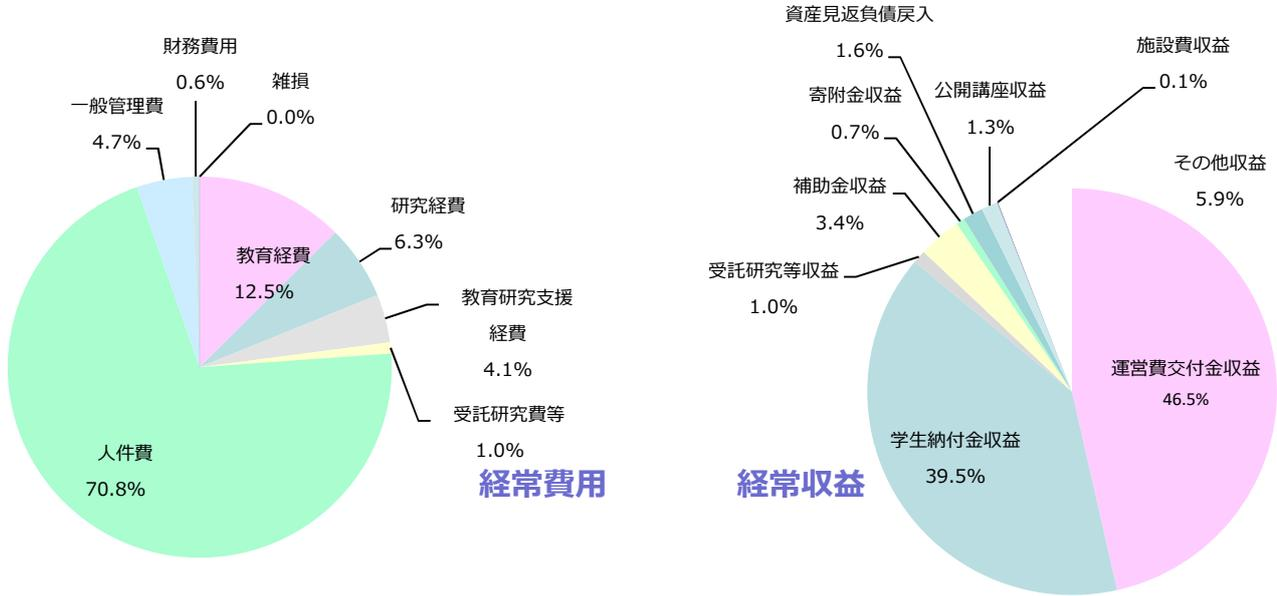 財務費用
0.6%
雑損
0.0%
一般管理費
4.7%
研究経費
6.3%
教育経費
12.5%
教育研究支援
経費
4.1%
受託研究費等
1.0%
人件費
70.8%
経常費用
資産見返負債戻入
1.6%
施設費収益
0.1%
寄附金収益
0.7%
公開講座収益
1.3%
その他収益
5.9%
補助金収益
3.4%
受託研究等収益
1.0%
運営費交付金収益
46.5%
学生納付金収益
39.5%
経常収益